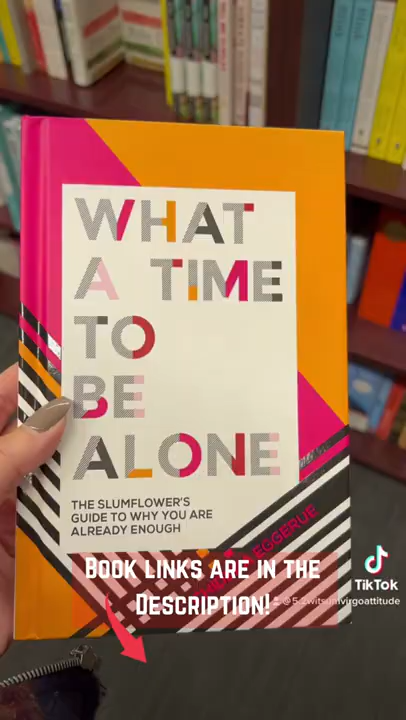 WHAT
A TIME
TO
BE
ALONE
THE SLUMFLOWER'S
GUIDE TO WHY YOU ARE
ALREADY ENOUGH
EGGERUE
BOOK LINKS ARE IN THE
DESCRIPTION!
TikTok